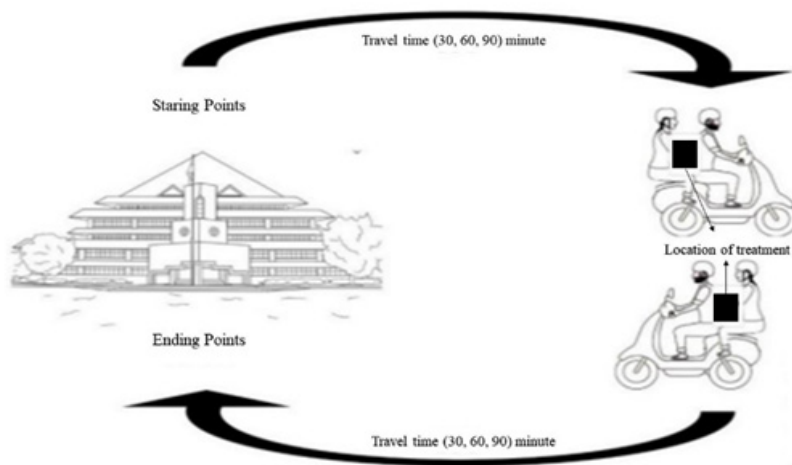 Travel time (30, 60, 90) minute
Staring Points
Location of treatment
Ending Points
Travel time (30, 60, 90) minute